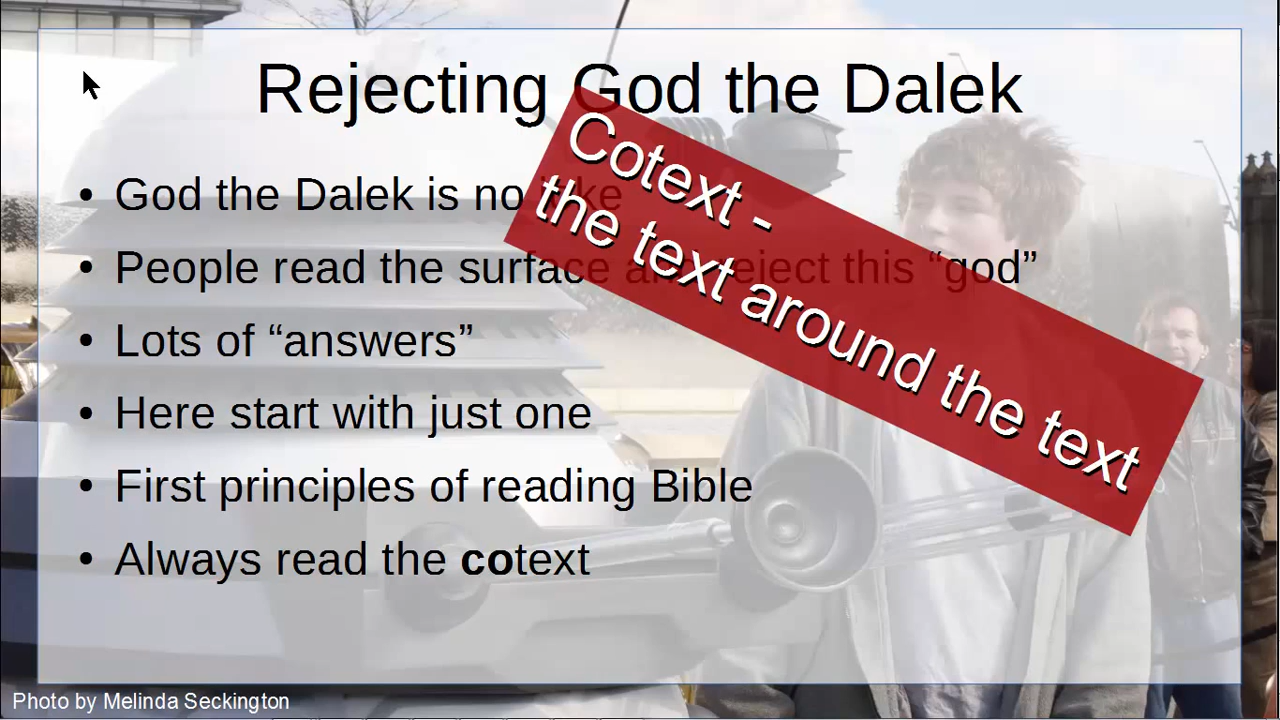 Rejecting God the Dalek
• God the Dalek is no joke
• People read the surface and reject this “god”
• Lots of “answers”
• Here start with just one
• First principles of reading Bible
• Always read the cotext
Cotext -
the text around the text
Photo by Melinda Seckington